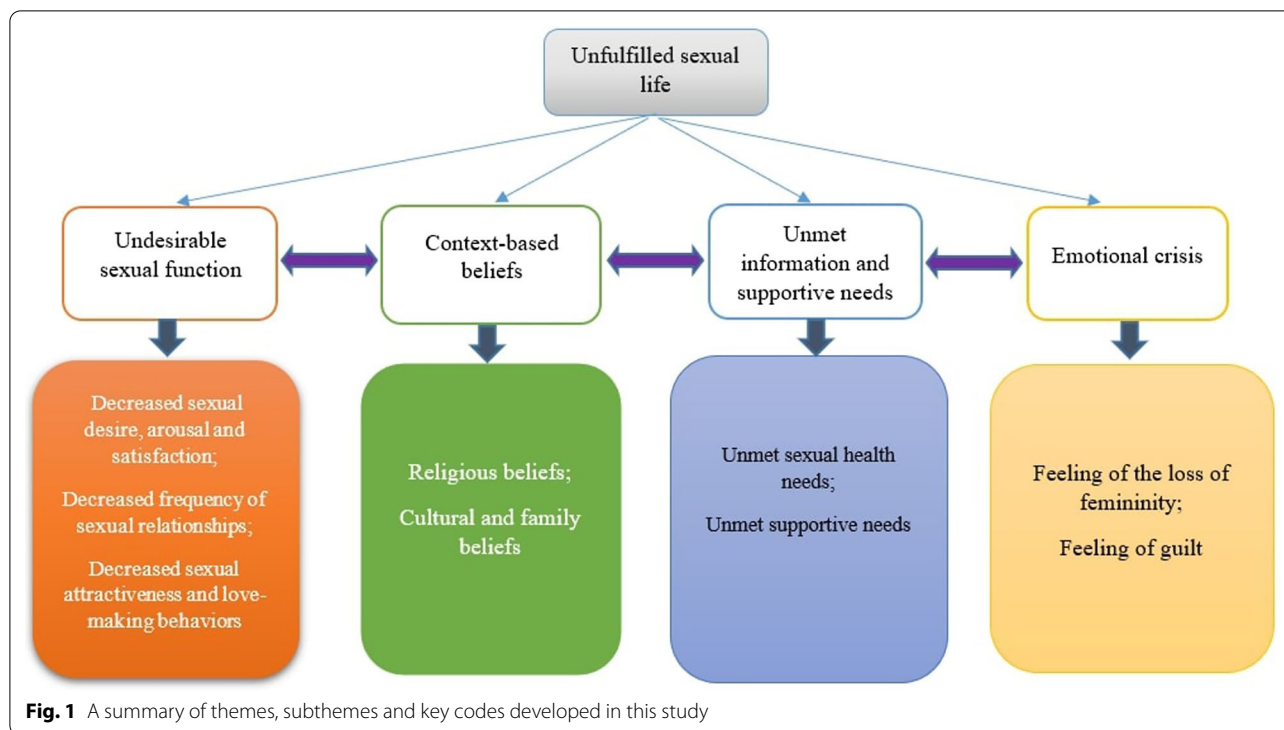 Unfulfilled sexual
life
Undesirable
sexual function
Context-based
beliefs
Unmet
information and
supportive needs
Emotional crisis
Decreased sexual
desire, arousal and
satisfaction;
Decreased frequency of
sexual relationships;
Decreased sexual
attractiveness and love-
making behaviors
Religious beliefs;
Cultural and family
beliefs
Unmet sexual health
needs;
Unmet supportive needs
Feeling of the loss of
femininity;
Feeling of guilt
Fig. 1 A summary of themes, subthemes and key codes developed in this study